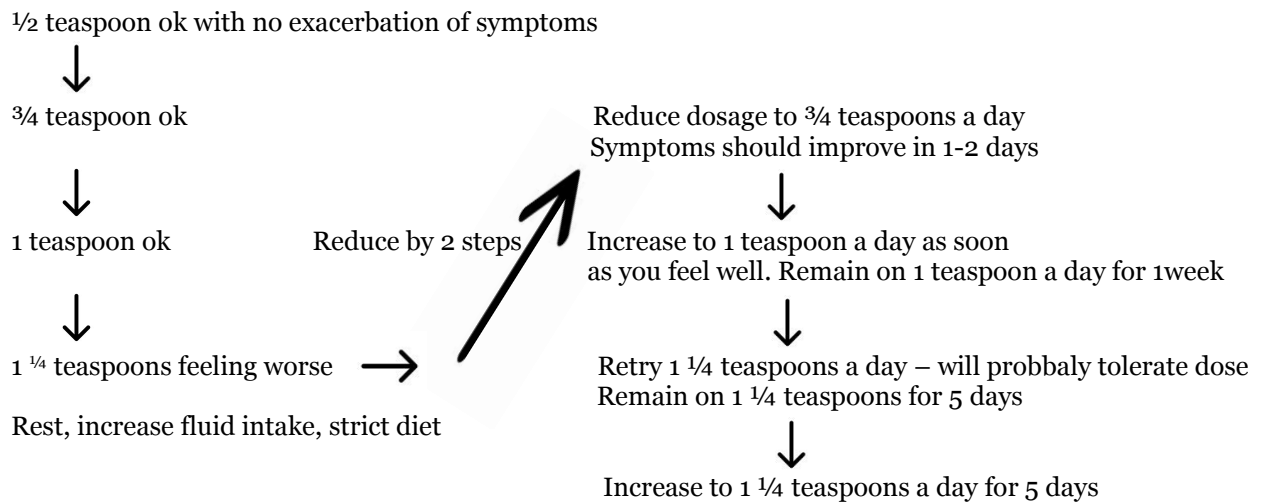 ½ teaspoon ok with no exacerbation of symptoms
¾ teaspoon ok
1 teaspoon ok
1 ¼ teaspoons feeling worse
Rest, increase fluid intake, strict diet
Reduce by 2 steps
Reduce dosage to ¾ teaspoons a day
Symptoms should improve in 1-2 days
Increase to 1 teaspoon a day as soon
as you feel well. Remain on 1 teaspoon a day for 1week
Retry 1 ¼ teaspoons a day – will probbaly tolerate dose
Remain on 1 ¼ teaspoons for 5 days
Increase to 1 ¼ teaspoons a day for 5 days